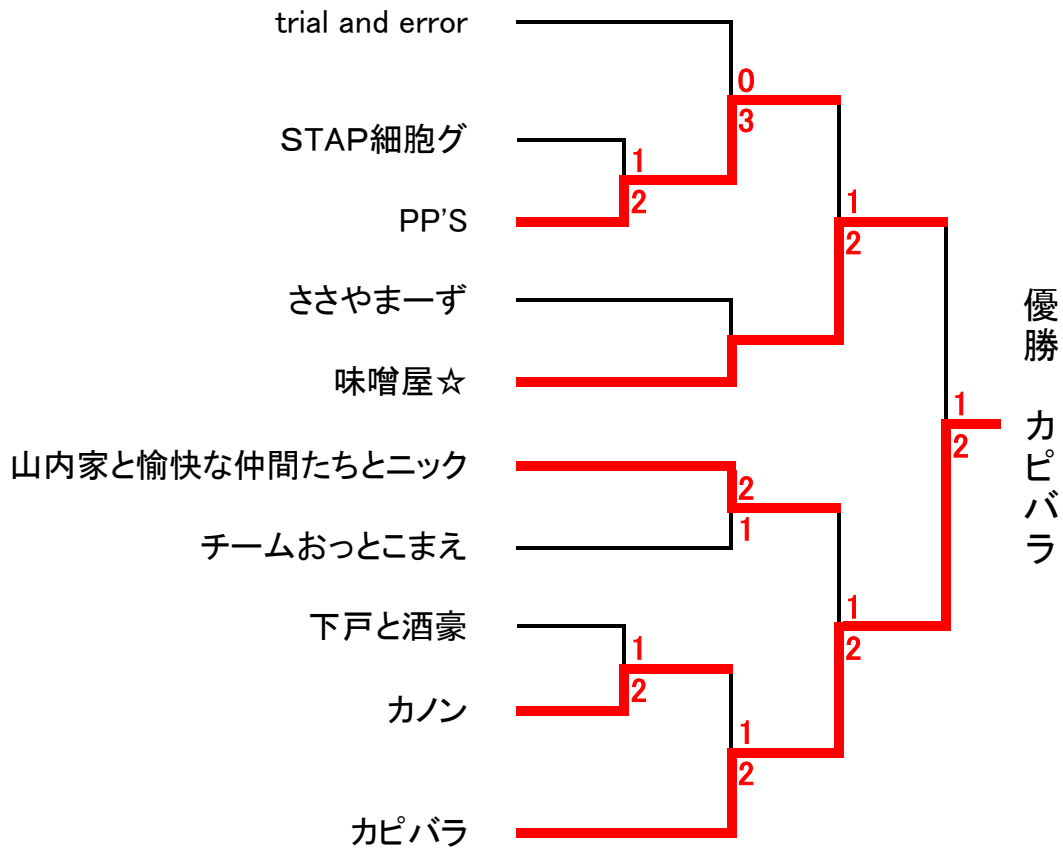 trial and error
0
3
STAP細胞グ
1
2
PP'S
1
2
ささやまーず
味噌屋☆
優勝 カピバラ
1
2
山内家と愉快な仲間たちとニック
2
1
チームおっとこまえ
下戸と酒豪
1
2
1
2
カノン
1
2
カピバラ